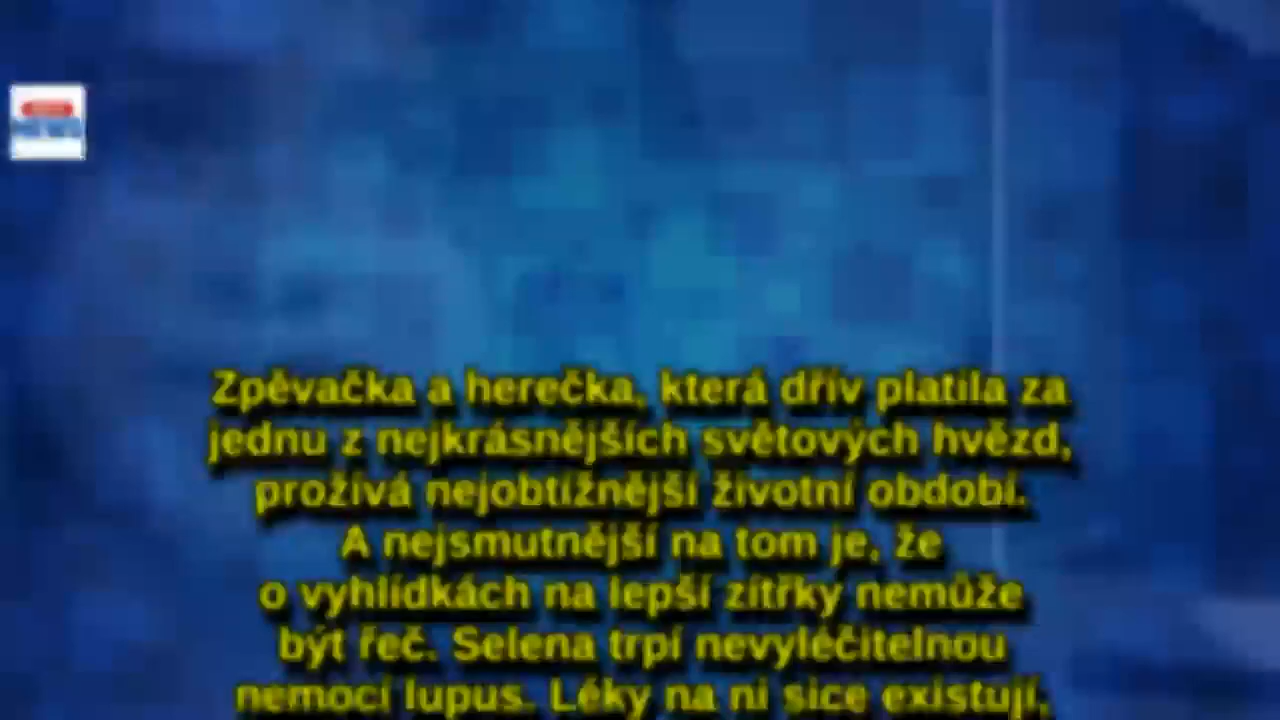 NEWS
Zpěvačka a herečka, která dřív platila za
jednu z nejkrásnějších světových hvězd,
prožívá nejobtížnější životní období.
A nejsmutnější na tom je, že
o vyhlídkách na lepší zítřky nemůže
být řeč. Selena trpí nevyléčitelnou
nemocí lupus. Léky na ni sice existují,